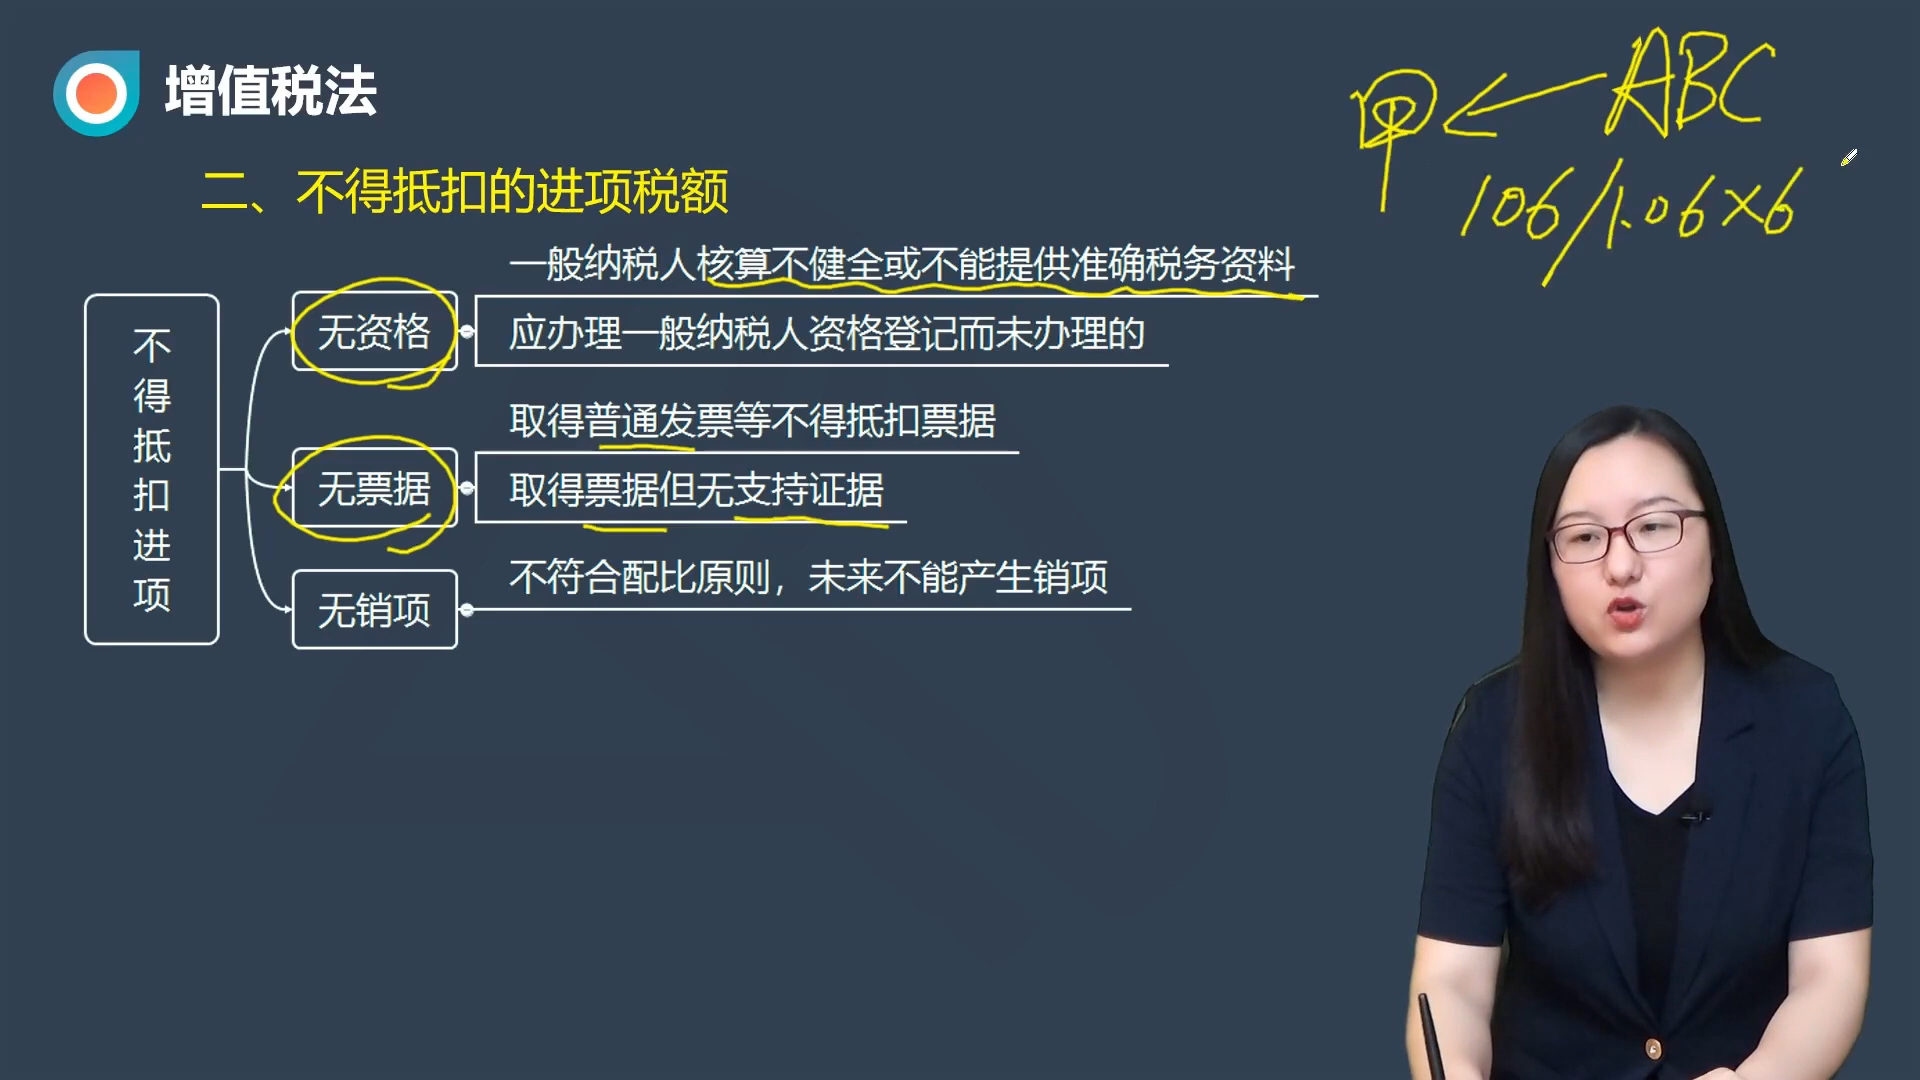 增值税法
甲 ← ABC
106/1.06×6
二、不得抵扣的进项税额
不得抵扣进项
无资格
一般纳税人核算不健全或不能提供准确税务资料
应办理一般纳税人资格登记而未办理的
无票据
取得普通发票等不得抵扣票据
取得票据但无支持证据
无销项
不符合配比原则，未来不能产生销项